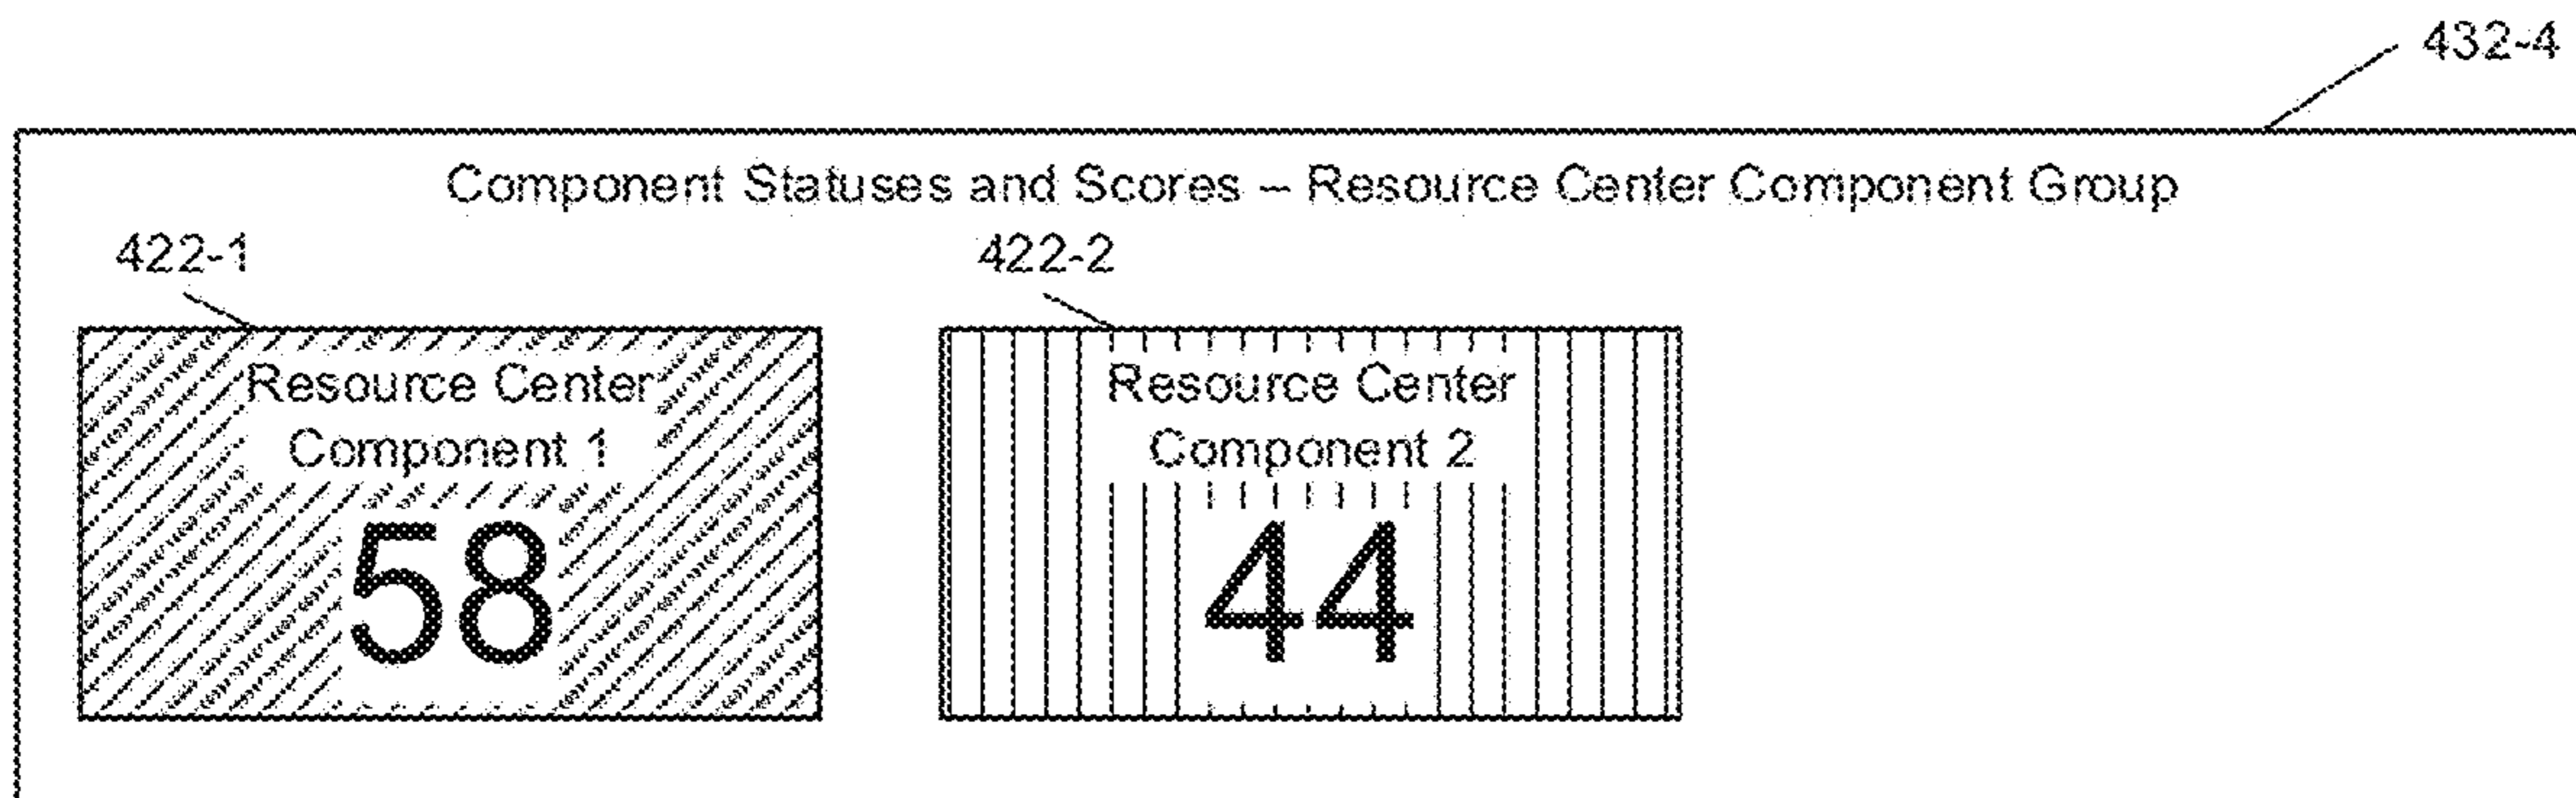 432-4
Component Statuses and Scores – Resource Center Component Group
422-1
422-2
Resource Center
Component 1
58
Resource Center
Component 2
44